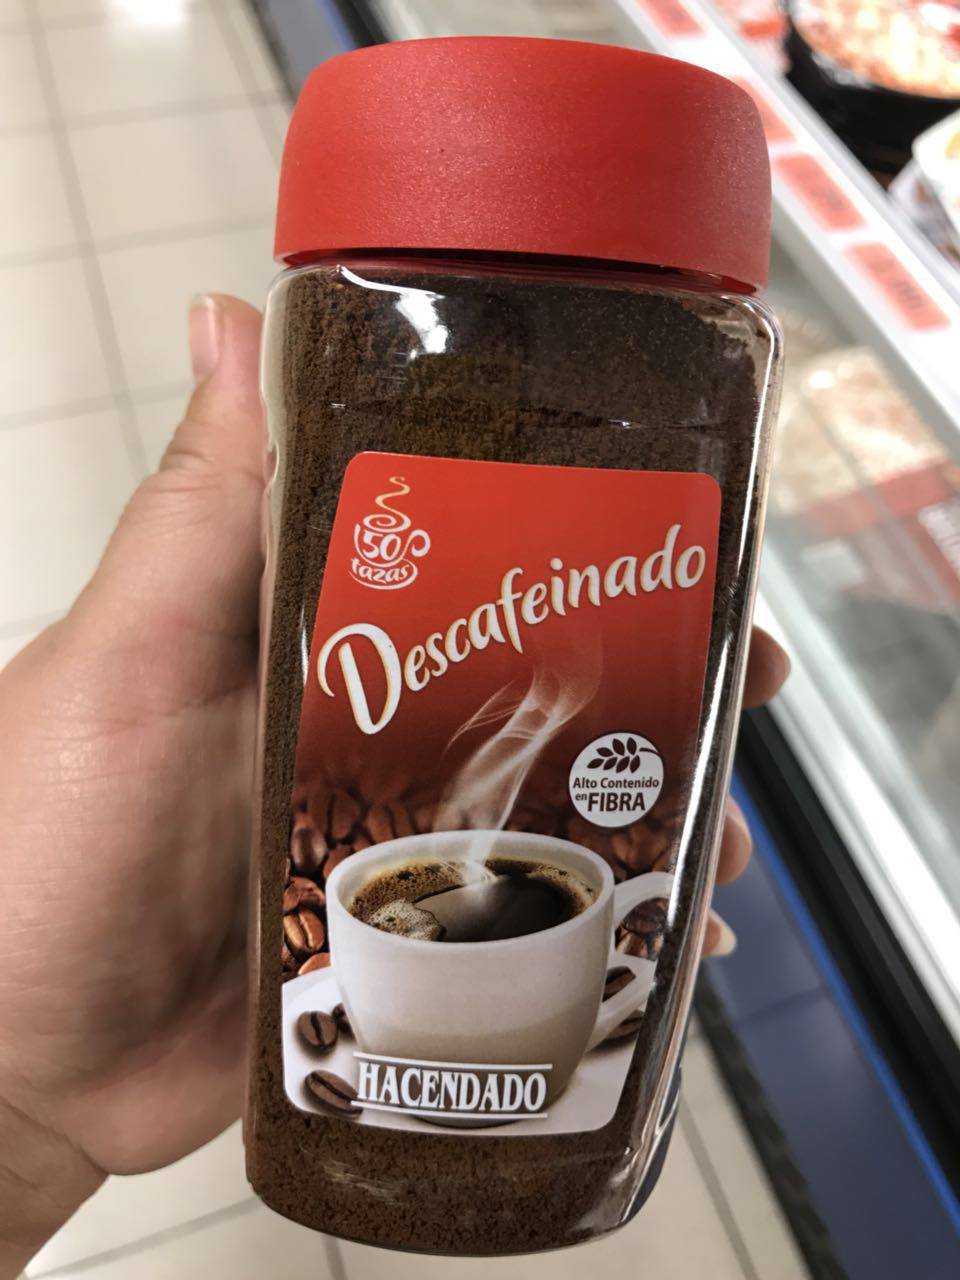 50
tazas
Descafeinado
Alto Contenido
en FIBRA
HACENDADO